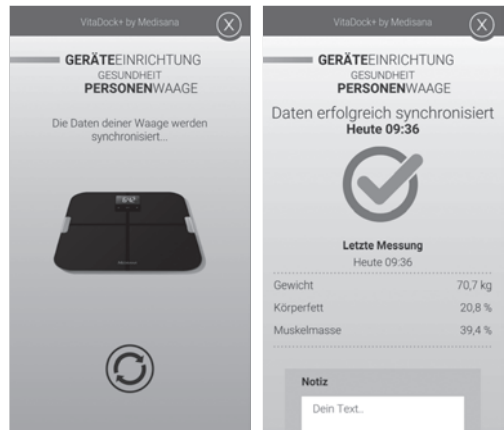 VitaDock+ by Medisana
X
GERÄTEEINRICHTUNG
GESUNDHEIT
PERSONENWAAGE
Die Daten deiner Waage werden
synchronisiert...
VitaDock+ by Medisana
X
GERÄTEEINRICHTUNG
GESUNDHEIT
PERSONENWAAGE
Daten erfolgreich synchronisiert
Heute 09:36
Letzte Messung
Heute 09:36
Gewicht 70,7 kg
Körperfett 20,8 %
Muskelmasse 39,4 %
Notiz
Dein Text..